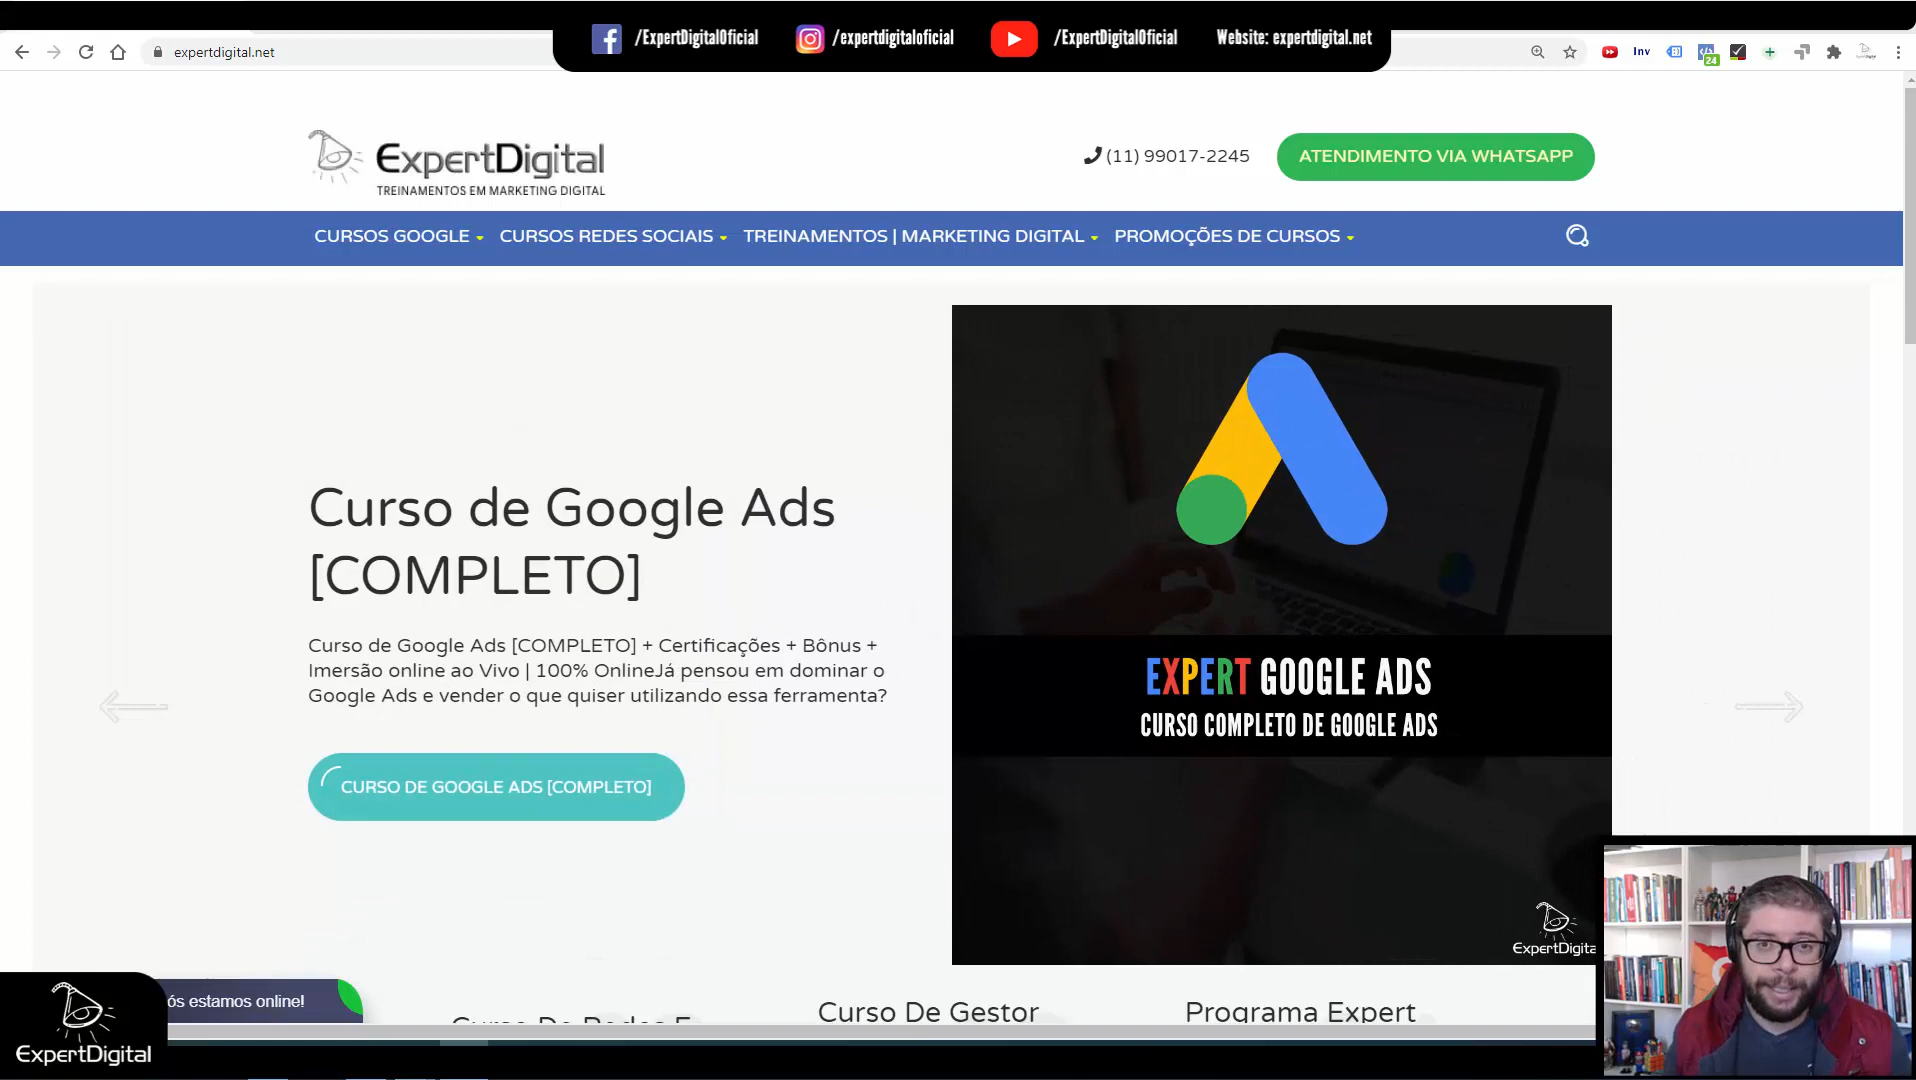 /ExpertDigitalOficial
/expertdigitaloficial
/ExpertDigitalOficial
Website: expertdigital.net
expertdigital.net
Inv
24
ExpertDigital
TREINAMENTOS EM MARKETING DIGITAL
(11) 99017-2245
ATENDIMENTO VIA WHATSAPP
CURSOS GOOGLE
CURSOS REDES SOCIAIS
TREINAMENTOS | MARKETING DIGITAL
PROMOÇÕES DE CURSOS
Curso de Google Ads
[COMPLETO]
Curso de Google Ads [COMPLETO] + Certificações + Bônus +
Imersão online ao Vivo | 100% OnlineJá pensou em dominar o
Google Ads e vender o que quiser utilizando essa ferramenta?
CURSO DE GOOGLE ADS [COMPLETO]
EXPERT GOOGLE ADS
CURSO COMPLETO DE GOOGLE ADS
ExpertDigita
ós estamos online!
Curso De Redes E
Curso De Gestor
Programa Expert
ExpertDigital